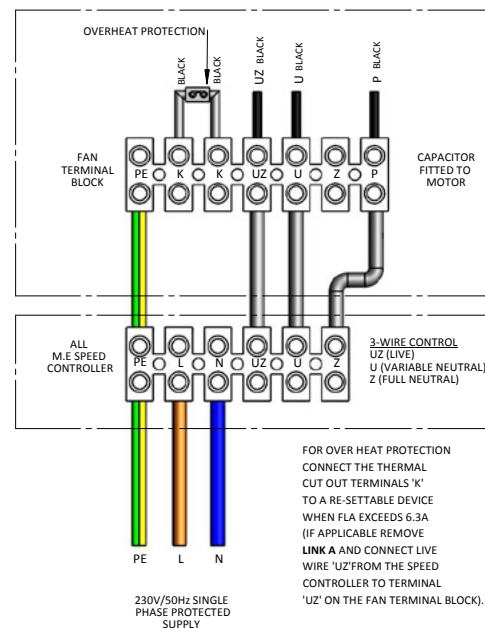 OVERHEAT PROTECTION
BLACK
BLACK
UZ BLACK
U BLACK
P BLACK
FAN
TERMINAL
BLOCK
PE K K UZ U Z P
CAPACITOR
FITTED TO
MOTOR
ALL
M.E SPEED
CONTROLLER
PE L N UZ U Z
3-WIRE CONTROL
UZ (LIVE)
U (VARIABLE NEUTRAL)
Z (FULL NEUTRAL)
PE L N
230V/50Hz SINGLE
PHASE PROTECTED
SUPPLY
FOR OVER HEAT PROTECTION
CONNECT THE THERMAL
CUT OUT TERMINALS 'K'
TO A RE-SETTABLE DEVICE
WHEN FLA EXCEEDS 6.3A
(IF APPLICABLE REMOVE
LINK A AND CONNECT LIVE
WIRE 'UZ'FROM THE SPEED
CONTROLLER TO TERMINAL
'UZ' ON THE FAN TERMINAL BLOCK).